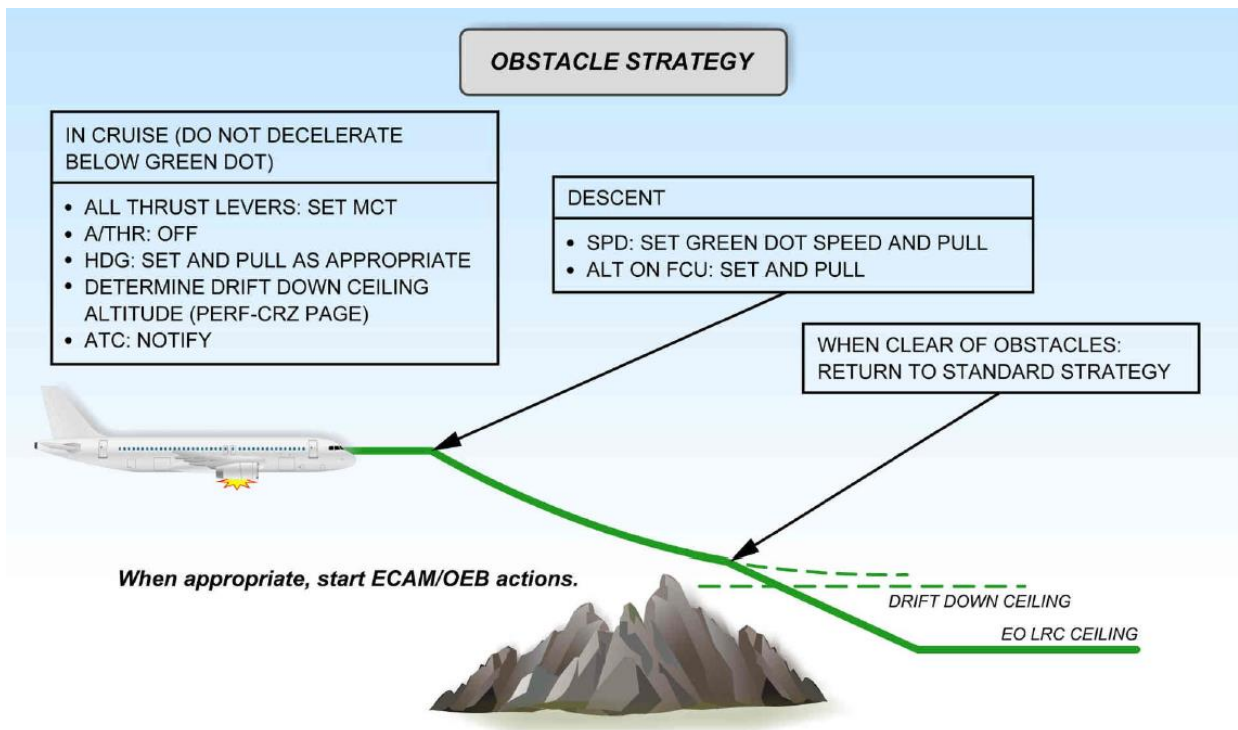 OBSTACLE STRATEGY
IN CRUISE (DO NOT DECELERATE
BELOW GREEN DOT)
• ALL THRUST LEVERS: SET MCT
• A/THR: OFF
• HDG: SET AND PULL AS APPROPRIATE
• DETERMINE DRIFT DOWN CEILING
ALTITUDE (PERF-CRZ PAGE)
• ATC: NOTIFY
DESCENT
• SPD: SET GREEN DOT SPEED AND PULL
• ALT ON FCU: SET AND PULL
WHEN CLEAR OF OBSTACLES:
RETURN TO STANDARD STRATEGY
When appropriate, start ECAM/OEB actions.
DRIFT DOWN CEILING
EO LRC CEILING